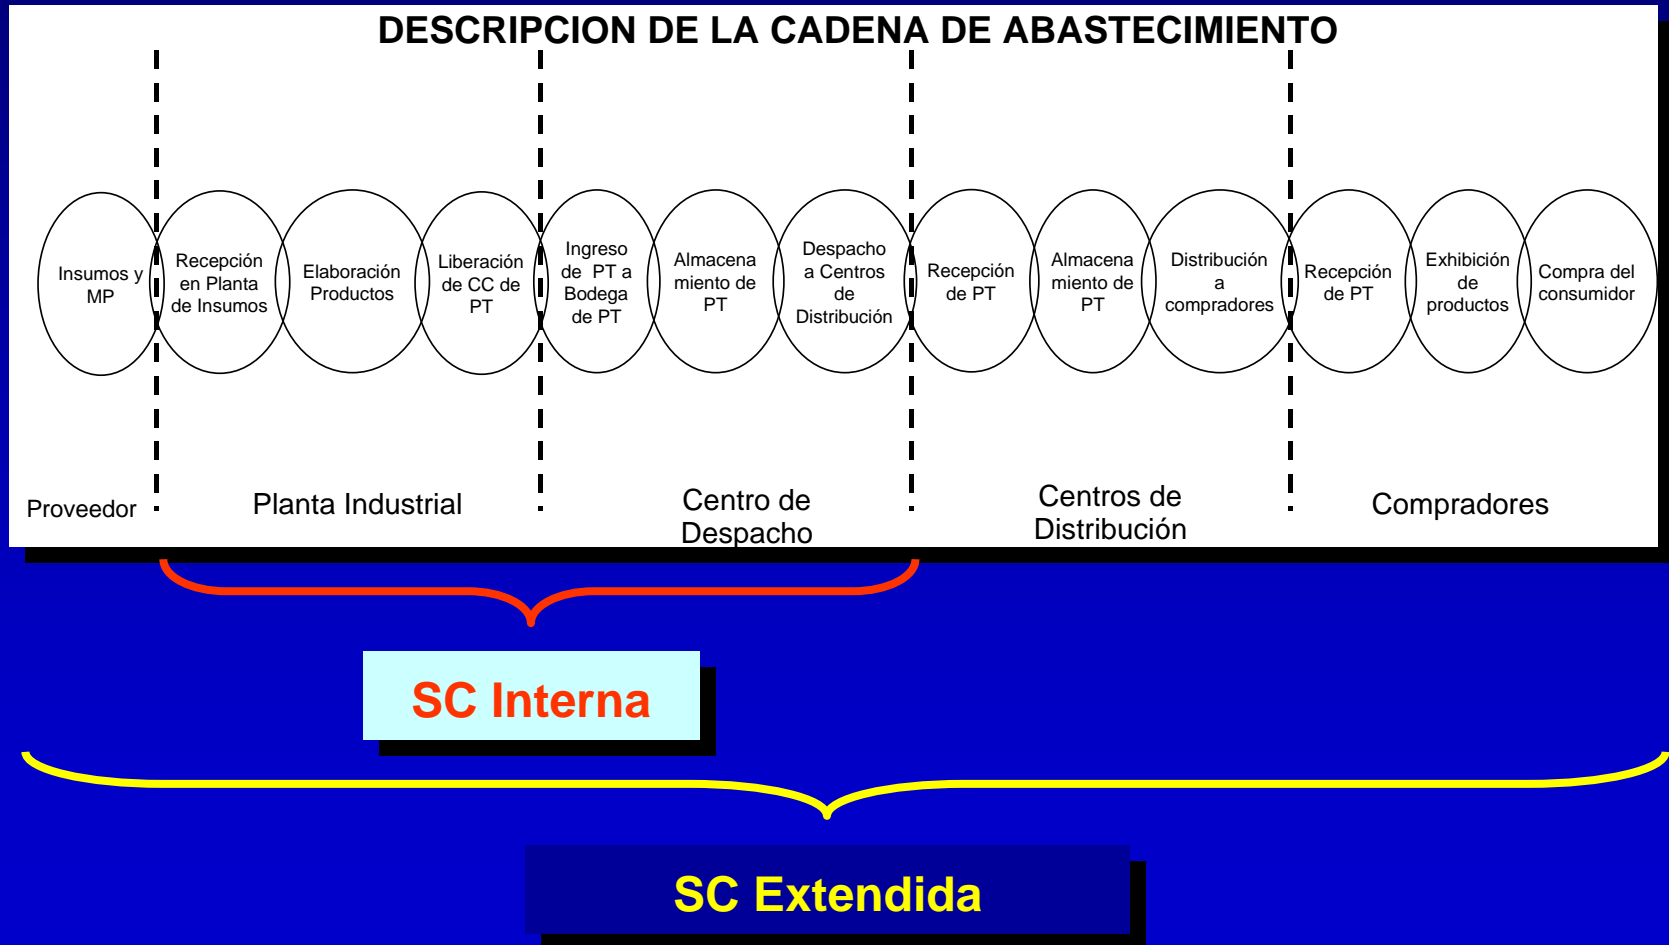 DESCRIPCION DE LA CADENA DE ABASTECIMIENTO
Insumos y
MP
Recepción
en Planta
de Insumos
Elaboración
Productos
Liberación
de CC de
PT
Ingreso
de PT a
Bodega
de PT
Almacena
miento de
PT
Despacho
a Centros
de
Distribución
Recepción
de PT
Almacena
miento de
PT
Distribución
a
compradores
Recepción
de PT
Exhibición
de
productos
Compra del
consumidor
Proveedor
Planta Industrial
Centro de
Despacho
Centros de
Distribución
Compradores
SC Interna
SC Extendida